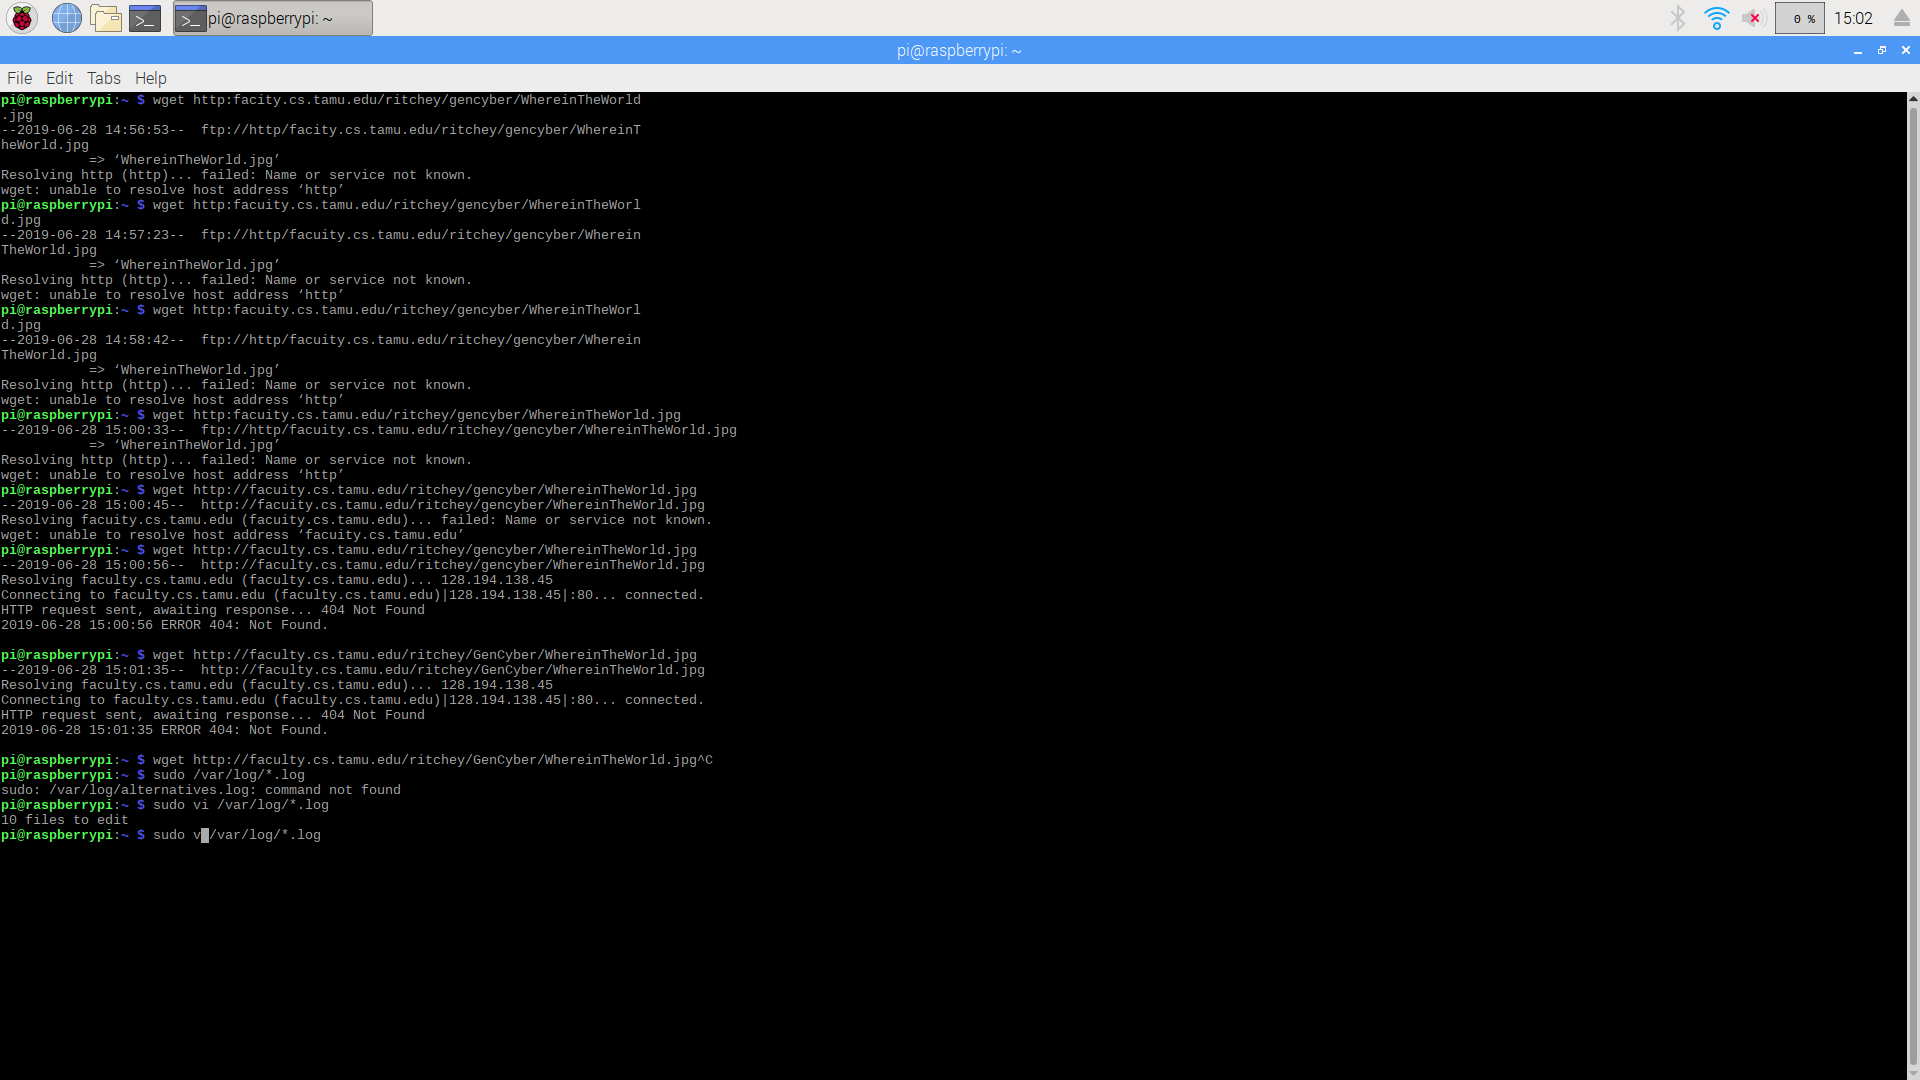 pi@raspberrypi: ~
0 %
15:02
pi@raspberrypi: ~
File Edit Tabs Help
pi@raspberrypi:~ $ wget http:facity.cs.tamu.edu/ritchey/gencyber/WhereinTheWorld
.jpg
--2019-06-28 14:56:53--  ftp://http/facity.cs.tamu.edu/ritchey/gencyber/WhereinT
heWorld.jpg
           => ‘WhereinTheWorld.jpg’
Resolving http (http)... failed: Name or service not known.
wget: unable to resolve host address ‘http’
pi@raspberrypi:~ $ wget http:facuity.cs.tamu.edu/ritchey/gencyber/WhereinTheWorl
d.jpg
--2019-06-28 14:57:23--  ftp://http/facuity.cs.tamu.edu/ritchey/gencyber/Wherein
TheWorld.jpg
           => ‘WhereinTheWorld.jpg’
Resolving http (http)... failed: Name or service not known.
wget: unable to resolve host address ‘http’
pi@raspberrypi:~ $ wget http:facuity.cs.tamu.edu/ritchey/gencyber/WhereinTheWorl
d.jpg
--2019-06-28 14:58:42--  ftp://http/facuity.cs.tamu.edu/ritchey/gencyber/Wherein
TheWorld.jpg
           => ‘WhereinTheWorld.jpg’
Resolving http (http)... failed: Name or service not known.
wget: unable to resolve host address ‘http’
pi@raspberrypi:~ $ wget http:facuity.cs.tamu.edu/ritchey/gencyber/WhereinTheWorld.jpg
--2019-06-28 15:00:33--  ftp://http/facuity.cs.tamu.edu/ritchey/gencyber/WhereinTheWorld.jpg
           => ‘WhereinTheWorld.jpg’
Resolving http (http)... failed: Name or service not known.
wget: unable to resolve host address ‘http’
pi@raspberrypi:~ $ wget http://facuity.cs.tamu.edu/ritchey/gencyber/WhereinTheWorld.jpg
--2019-06-28 15:00:45--  http://facuity.cs.tamu.edu/ritchey/gencyber/WhereinTheWorld.jpg
Resolving facuity.cs.tamu.edu (facuity.cs.tamu.edu)... failed: Name or service not known.
wget: unable to resolve host address ‘facuity.cs.tamu.edu’
pi@raspberrypi:~ $ wget http://faculty.cs.tamu.edu/ritchey/gencyber/WhereinTheWorld.jpg
--2019-06-28 15:00:56--  http://faculty.cs.tamu.edu/ritchey/gencyber/WhereinTheWorld.jpg
Resolving faculty.cs.tamu.edu (faculty.cs.tamu.edu)... 128.194.138.45
Connecting to faculty.cs.tamu.edu (faculty.cs.tamu.edu)|128.194.138.45|:80... connected.
HTTP request sent, awaiting response... 404 Not Found
2019-06-28 15:00:56 ERROR 404: Not Found.
pi@raspberrypi:~ $ wget http://faculty.cs.tamu.edu/ritchey/GenCyber/WhereinTheWorld.jpg
--2019-06-28 15:01:35--  http://faculty.cs.tamu.edu/ritchey/GenCyber/WhereinTheWorld.jpg
Resolving faculty.cs.tamu.edu (faculty.cs.tamu.edu)... 128.194.138.45
Connecting to faculty.cs.tamu.edu (faculty.cs.tamu.edu)|128.194.138.45|:80... connected.
HTTP request sent, awaiting response... 404 Not Found
2019-06-28 15:01:35 ERROR 404: Not Found.
pi@raspberrypi:~ $ wget http://faculty.cs.tamu.edu/ritchey/GenCyber/WhereinTheWorld.jpg^C
pi@raspberrypi:~ $ sudo /var/log/*.log
sudo: /var/log/alternatives.log: command not found
pi@raspberrypi:~ $ sudo vi /var/log/*.log
10 files to edit
pi@raspberrypi:~ $ sudo v /var/log/*.log